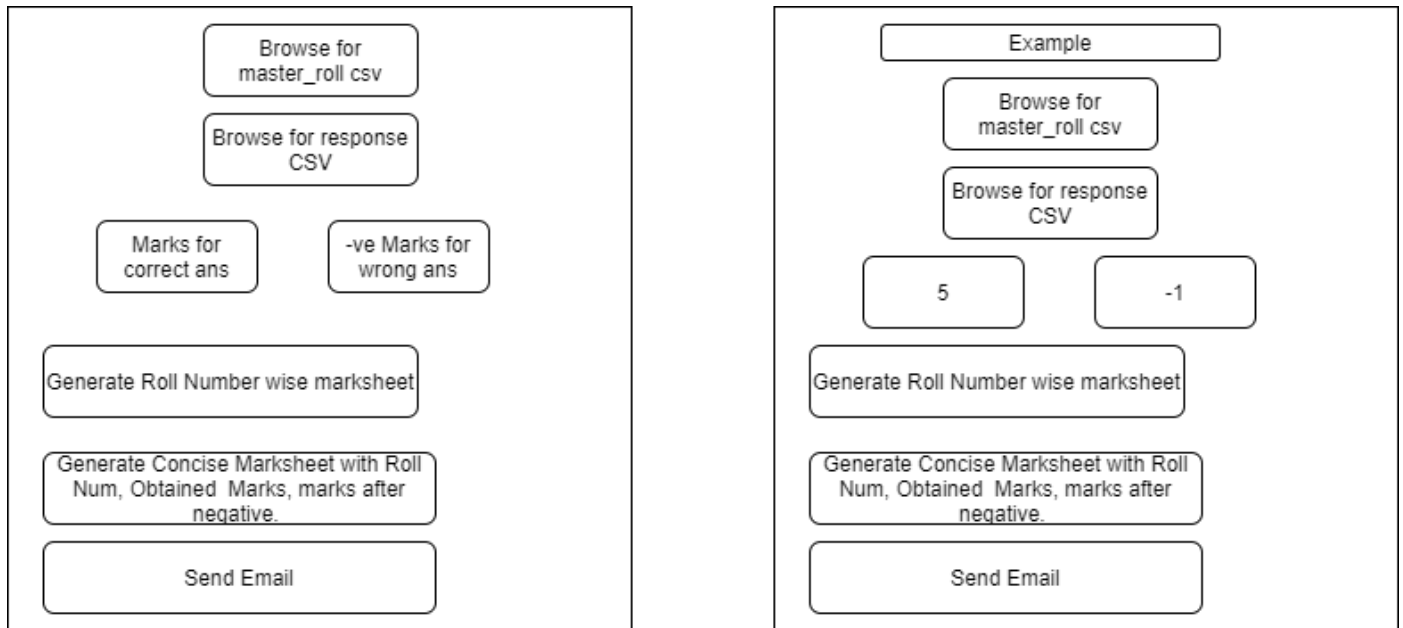 Browse for
master_roll csv
Browse for response
CSV
Marks for
correct ans
-ve Marks for
wrong ans
Generate Roll Number wise marksheet
Generate Concise Marksheet with Roll
Num, Obtained  Marks, marks after
negative.
Send Email
Example
Browse for
master_roll csv
Browse for response
CSV
5
-1
Generate Roll Number wise marksheet
Generate Concise Marksheet with Roll
Num, Obtained  Marks, marks after
negative.
Send Email